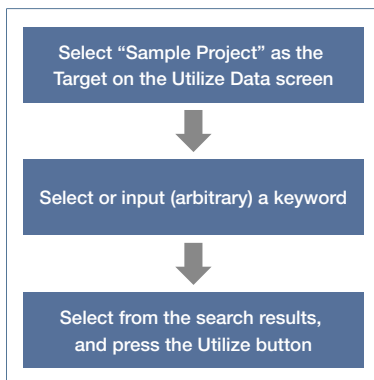 Select “Sample Project” as the
Target on the Utilize Data screen
Select or input (arbitrary) a keyword
Select from the search results,
and press the Utilize button